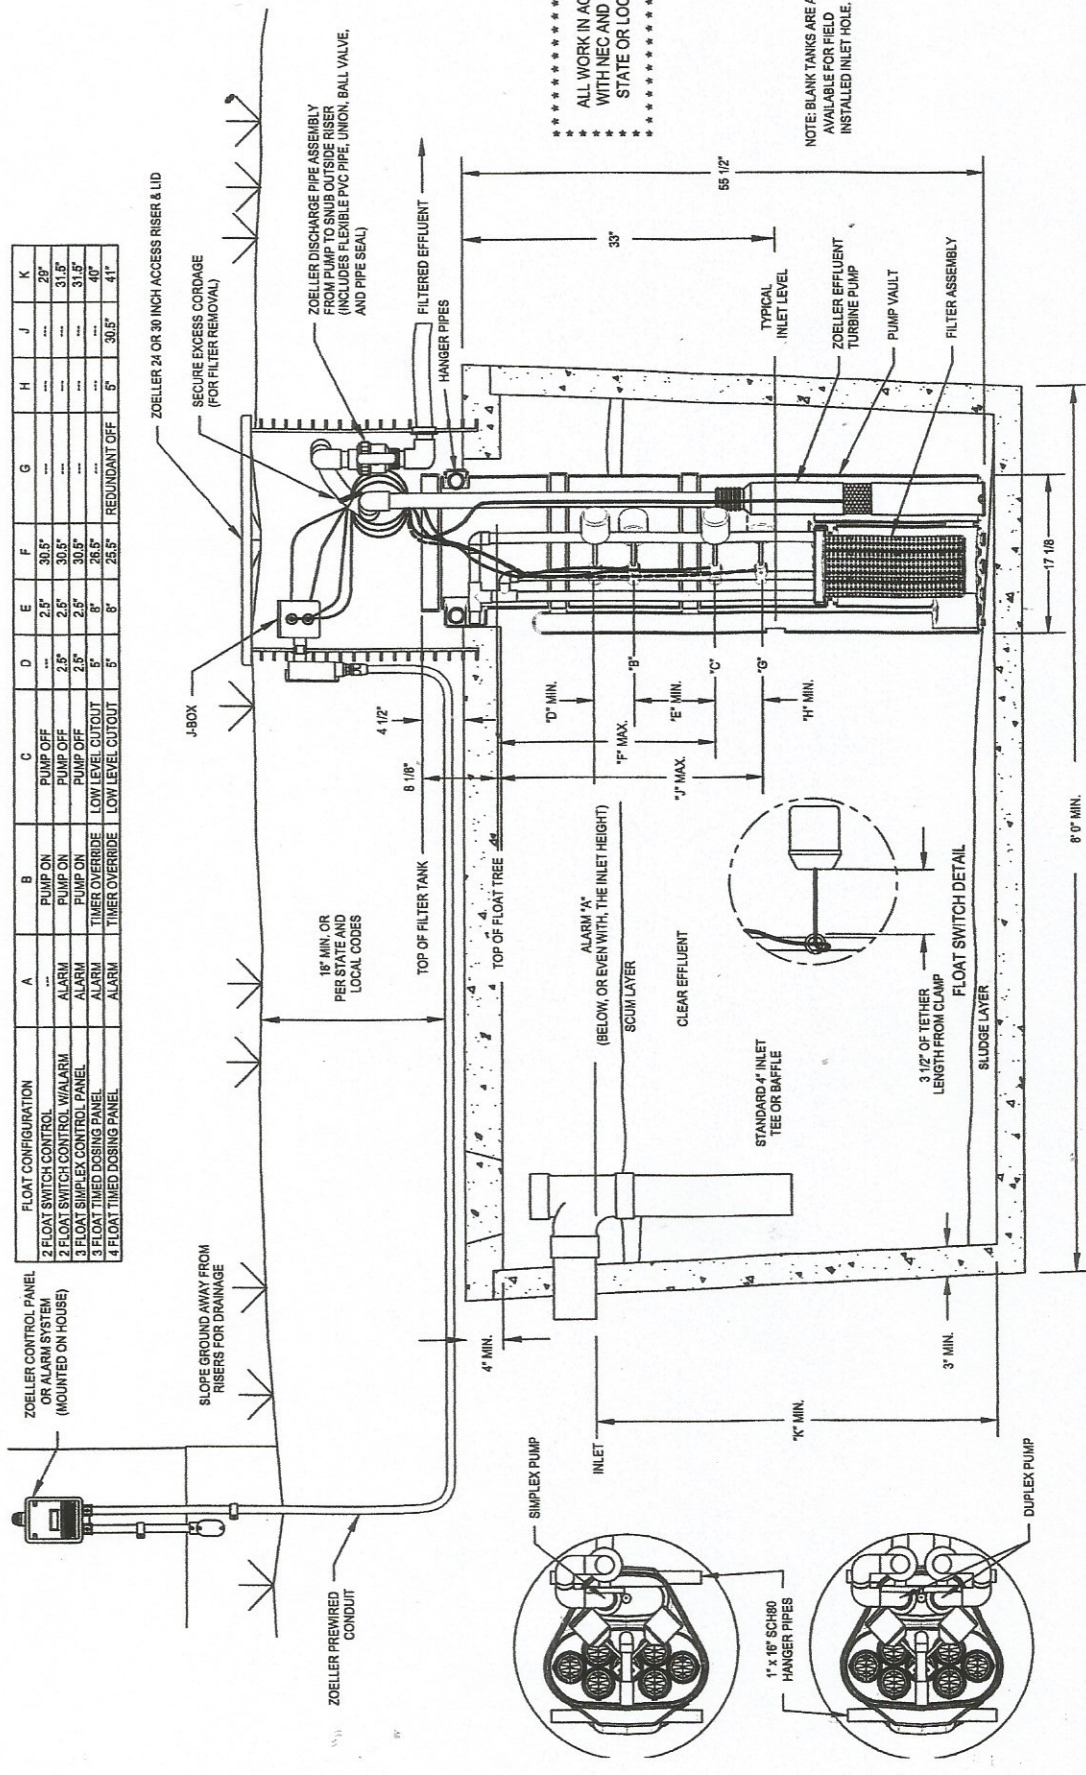 FLOAT CONFIGURATION A B C D E F G H J K
2 FLOAT SWITCH CONTROL --- PUMP ON PUMP OFF --- 2.5" 30.5" --- --- --- 29"
2 FLOAT SWITCH CONTROL W/ALARM ALARM PUMP ON PUMP OFF 2.5" 2.5" 30.5" --- --- --- 31.5"
3 FLOAT SIMPLEX CONTROL PANEL ALARM PUMP ON PUMP OFF 2.5" 2.5" 30.5" --- --- --- 31.5"
3 FLOAT TIMED DOSING PANEL ALARM TIMER OVERRIDE LOW LEVEL CUTOUT 5" 8" 26.5" --- --- --- 40"
4 FLOAT TIMED DOSING PANEL ALARM TIMER OVERRIDE LOW LEVEL CUTOUT 5" 8" 25.5" REDUNDANT OFF 5" 30.5" 41"
ZOELLER CONTROL PANEL
OR ALARM SYSTEM
(MOUNTED ON HOUSE)
SLOPE GROUND AWAY FROM
RISERS FOR DRAINAGE
ZOELLER PREWIRED
CONDUIT
18" MIN. OR
PER STATE AND
LOCAL CODES
J-BOX
ZOELLER 24 OR 30 INCH ACCESS RISER & LID
SECURE EXCESS CORDAGE
(FOR FILTER REMOVAL)
ZOELLER DISCHARGE PIPE ASSEMBLY
FROM PUMP TO SNUB OUTSIDE RISER
(INCLUDES FLEXIBLE PVC PIPE, UNION, BALL VALVE,
AND PIPE SEAL)
FILTERED EFFLUENT
HANGER PIPES
TOP OF FILTER TANK
8 1/8"
4 1/2"
TOP OF FLOAT TREE
4" MIN.
INLET
ALARM "A"
(BELOW, OR EVEN WITH, THE INLET HEIGHT)
SCUM LAYER
CLEAR EFFLUENT
STANDARD 4" INLET
TEE OR BAFFLE
"D" MIN.
"B"
"F" MAX.
"E" MIN.
"C"
"J" MAX.
"G"
"H" MIN.
33"
55 1/2"
TYPICAL
INLET LEVEL
ZOELLER EFFLUENT
TURBINE PUMP
PUMP VAULT
FILTER ASSEMBLY
17 1/8
3 1/2" OF TETHER
LENGTH FROM CLAMP
FLOAT SWITCH DETAIL
SLUDGE LAYER
3" MIN.
"K" MIN.
8' 0" MIN.
SIMPLEX PUMP
1" x 16" SCH80
HANGER PIPES
DUPLEX PUMP
ALL WORK IN AC
WITH NEC AND
STATE OR LOC
NOTE: BLANK TANKS ARE A
AVAILABLE FOR FIELD
INSTALLED INLET HOLE.